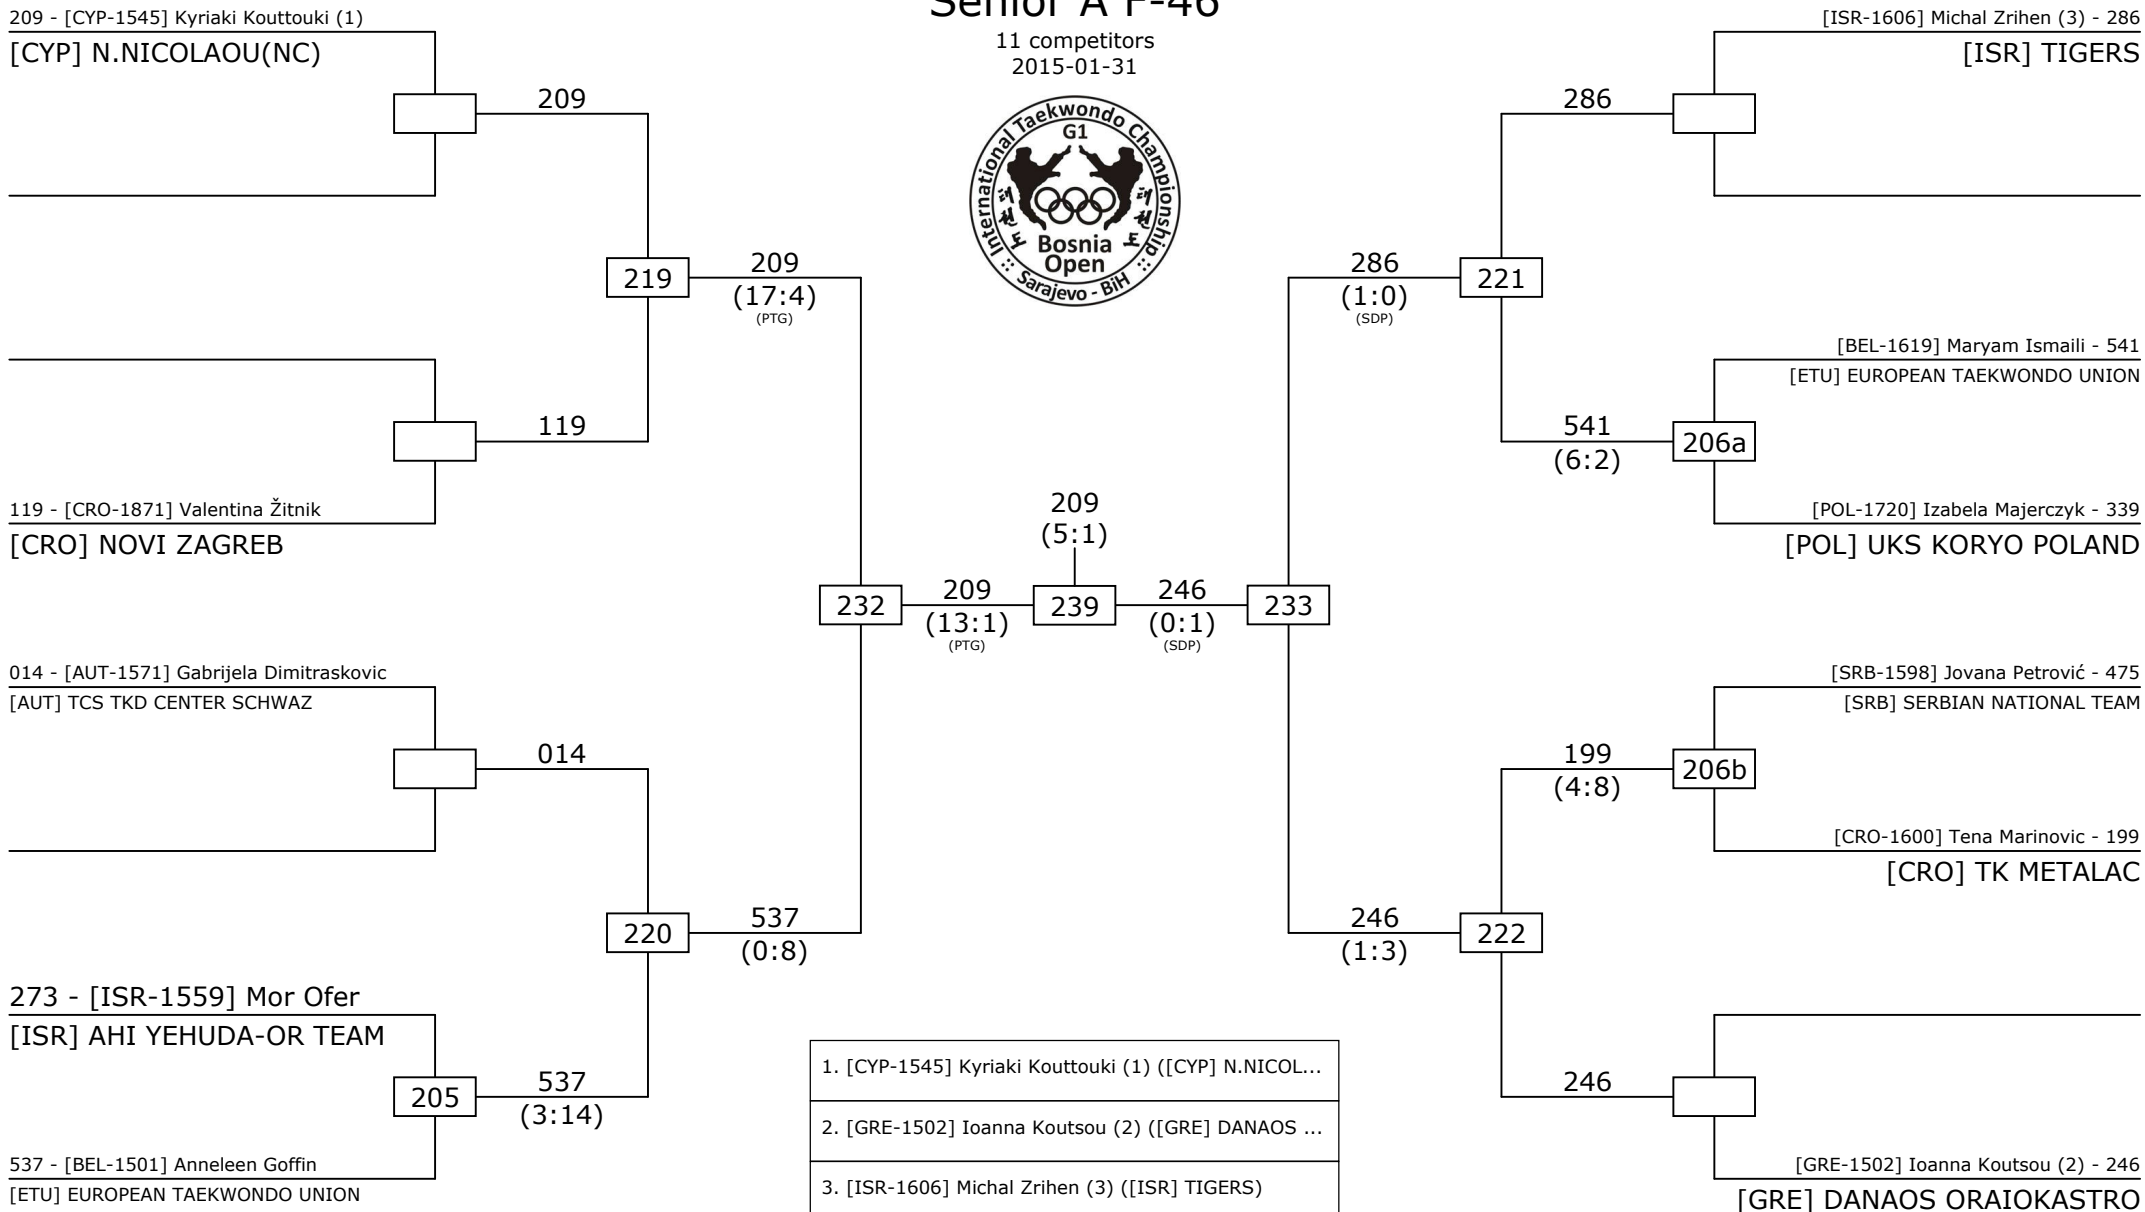 Senior A F-46
11 competitors
2015-01-31
International Taekwondo Championship
G1
Bosnia
Open
:: Sarajevo - BiH ::
209 - [CYP-1545] Kyriaki Kouttouki (1)
[CYP] N.NICOLAOU(NC)
209
219
209
(17:4)
(PTG)
119
119 - [CRO-1871] Valentina Žitnik
[CRO] NOVI ZAGREB
014 - [AUT-1571] Gabrijela Dimitraskovic
[AUT] TCS TKD CENTER SCHWAZ
014
220
537
(0:8)
273 - [ISR-1559] Mor Ofer
[ISR] AHI YEHUDA-OR TEAM
205
537
(3:14)
537 - [BEL-1501] Anneleen Goffin
[ETU] EUROPEAN TAEKWONDO UNION
232
209
(13:1)
(PTG)
209
(5:1)
239
246
(0:1)
(SDP)
233
[ISR-1606] Michal Zrihen (3) - 286
[ISR] TIGERS
286
286
(1:0)
(SDP)
221
[BEL-1619] Maryam Ismaili - 541
[ETU] EUROPEAN TAEKWONDO UNION
541
(6:2)
206a
[POL-1720] Izabela Majerczyk - 339
[POL] UKS KORYO POLAND
[SRB-1598] Jovana Petrović - 475
[SRB] SERBIAN NATIONAL TEAM
199
(4:8)
206b
[CRO-1600] Tena Marinovic - 199
[CRO] TK METALAC
246
(1:3)
222
246
[GRE-1502] Ioanna Koutsou (2) - 246
[GRE] DANAOS ORAIOKASTRO
1. [CYP-1545] Kyriaki Kouttouki (1) ([CYP] N.NICOL...
2. [GRE-1502] Ioanna Koutsou (2) ([GRE] DANAOS ...
3. [ISR-1606] Michal Zrihen (3) ([ISR] TIGERS)